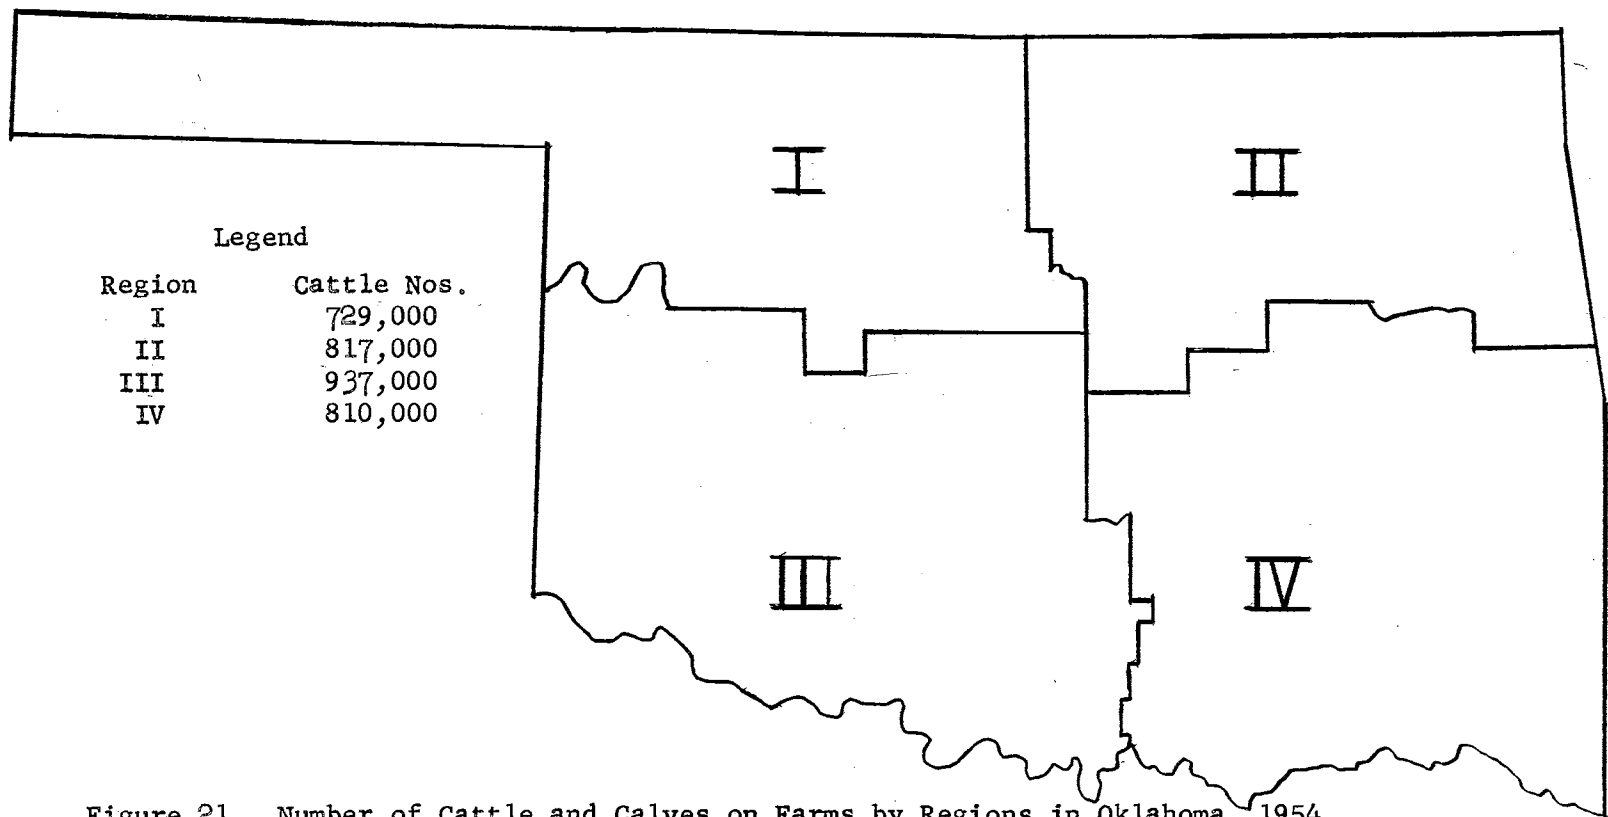 I
II
Legend
Region Cattle Nos.
I 729,000
II 817,000
III 937,000
IV 810,000
III
IV
Figure 21. Number of Cattle and Calves on Farms by Regions in Oklahoma, 1954